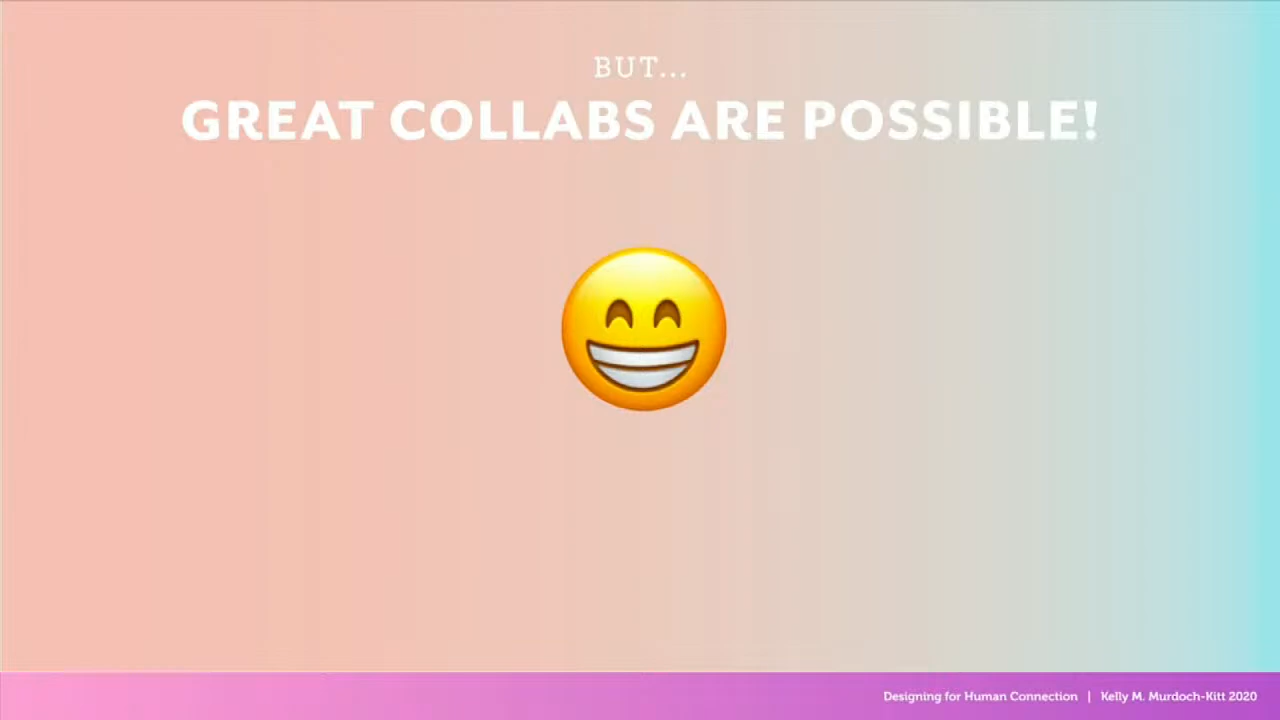 BUT...
GREAT COLLABS ARE POSSIBLE!
Designing for Human Connection | Kelly M. Murdoch-Kitt 2020